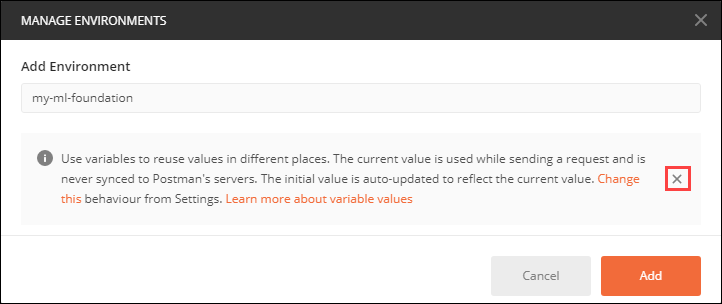 MANAGE ENVIRONMENTS
Add Environment
my-ml-foundation
Use variables to reuse values in different places. The current value is used while sending a request and is
never synced to Postman's servers. The initial value is auto-updated to reflect the current value. Change
this behaviour from Settings. Learn more about variable values
Cancel
Add